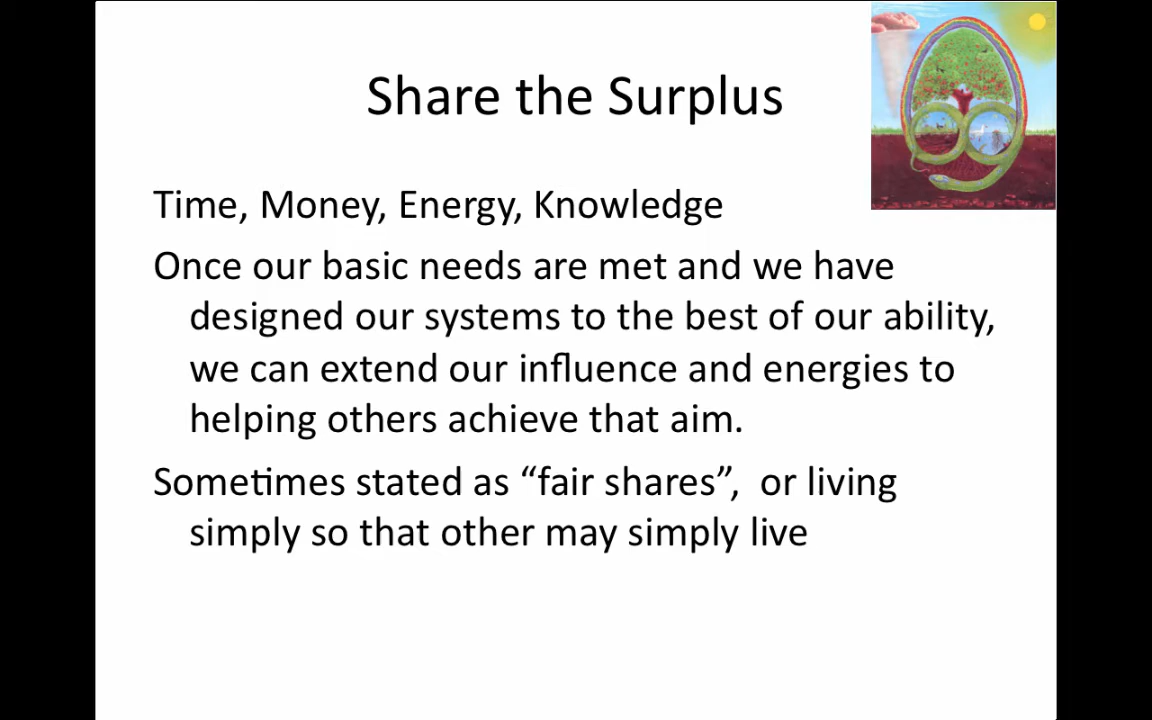 Share the Surplus
Time, Money, Energy, Knowledge
Once our basic needs are met and we have
designed our systems to the best of our ability,
we can extend our influence and energies to
helping others achieve that aim.
Sometimes stated as “fair shares”,  or living
simply so that other may simply live